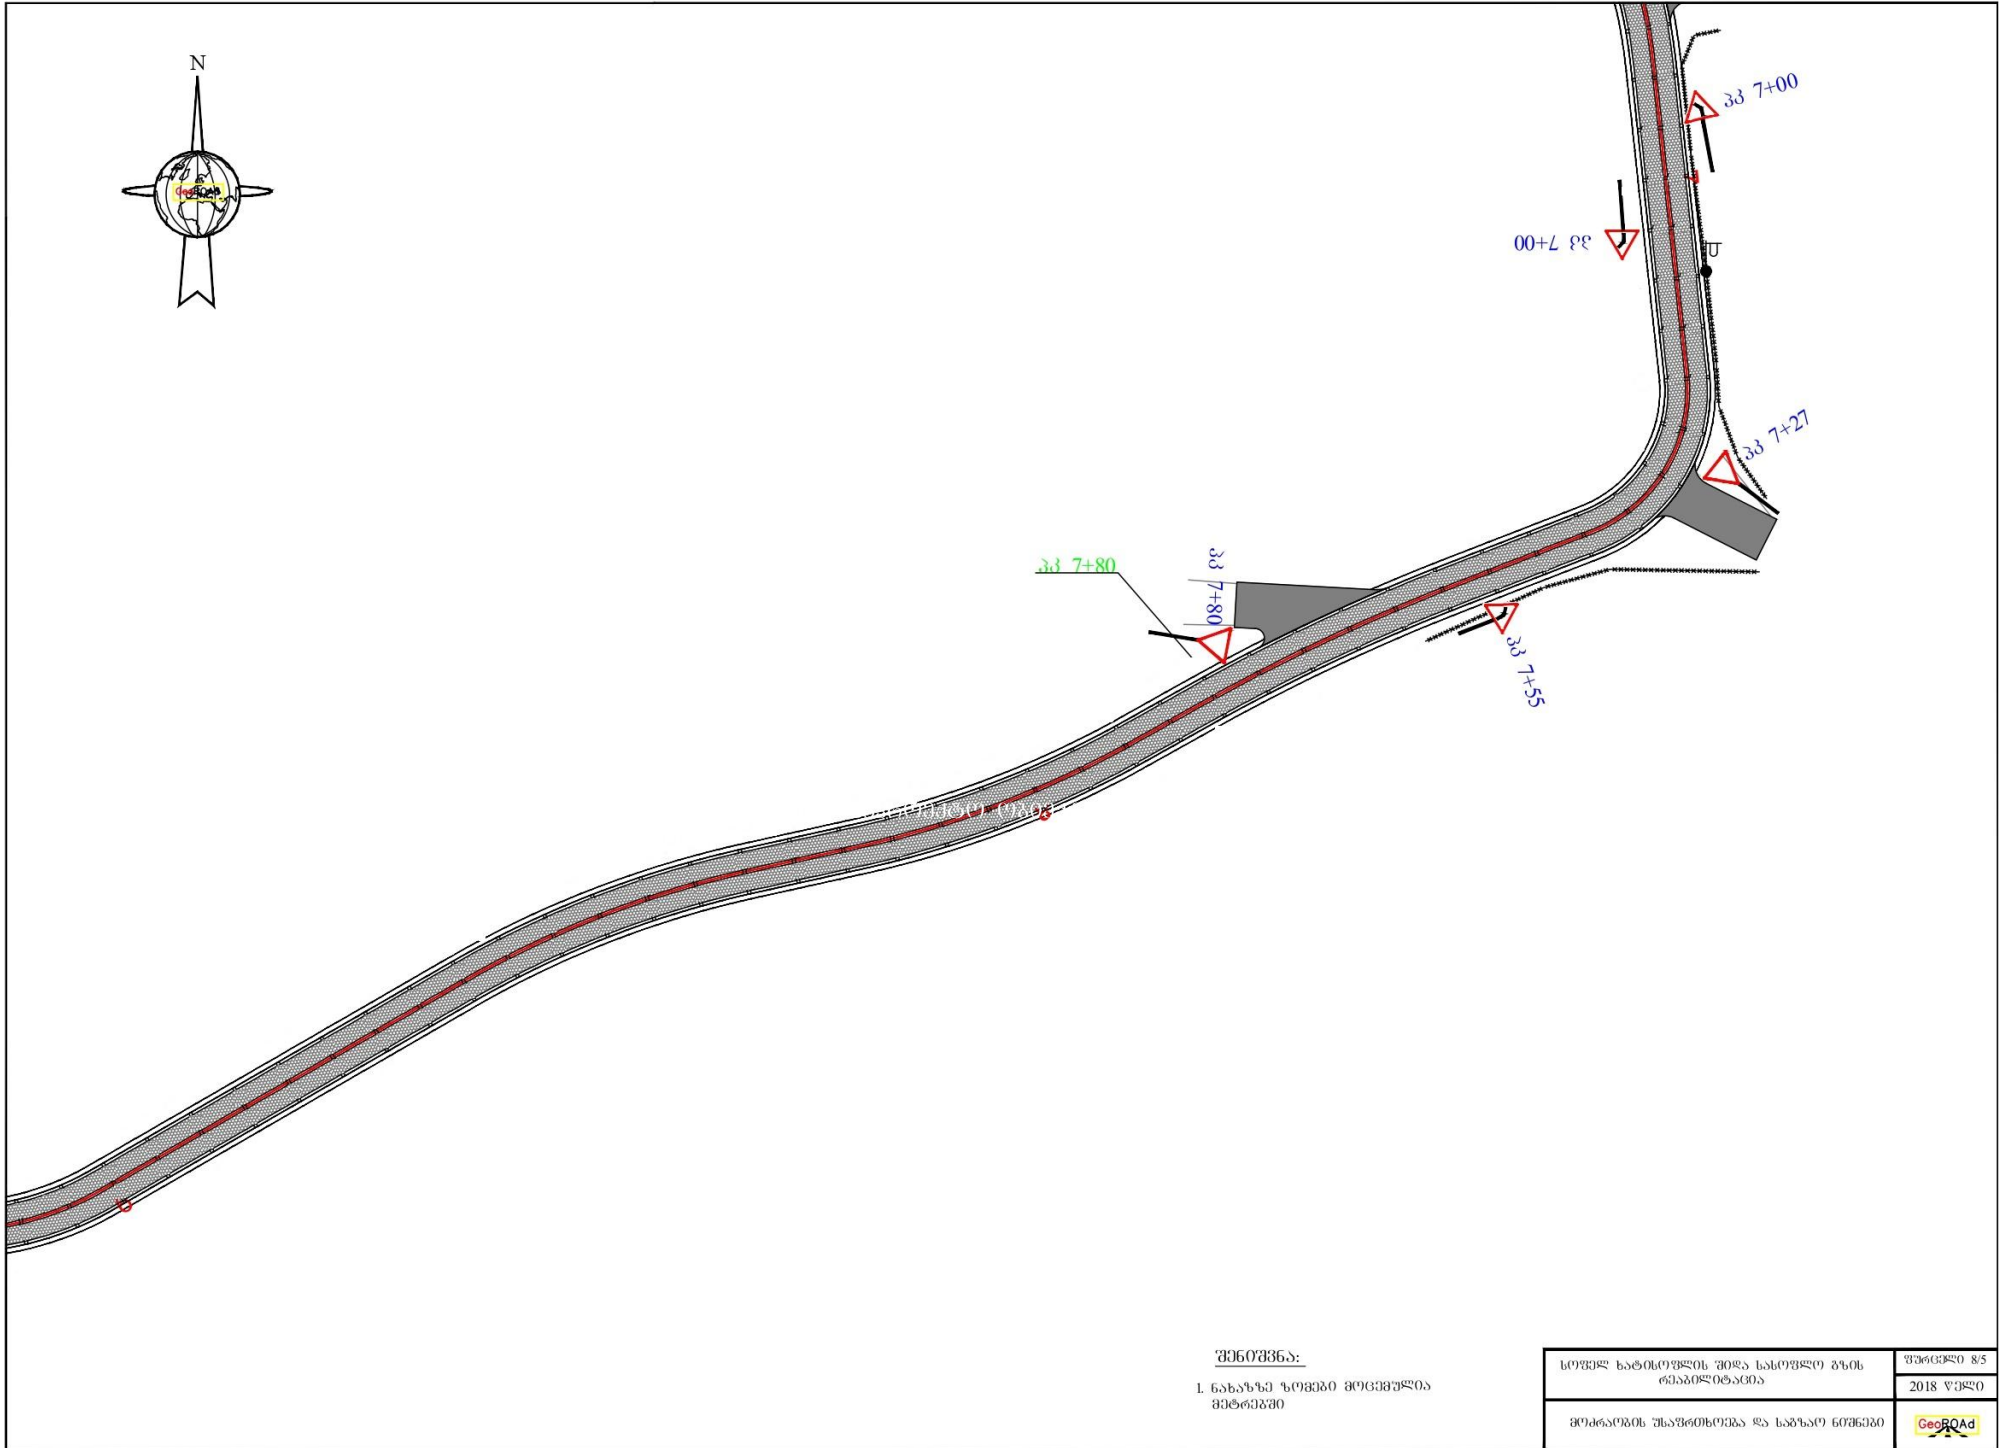 N
GeoROAd
პკ 7+00
7
პკ 7+00
პკ 7+27
პკ 7+80
პკ 7+80
პკ 7+55
შენიშვნა:
1. ნახაზზე ზომები მოცემულია
მეტრებში
სოფელ ხატისოფლის შიდა სასოფლო გზის
რეაბილიტაცია
ფურცელი 8/5
2018 წელი
მოძრაობის უსაფრთხოება და საგზაო ნიშნები
GeoROAd